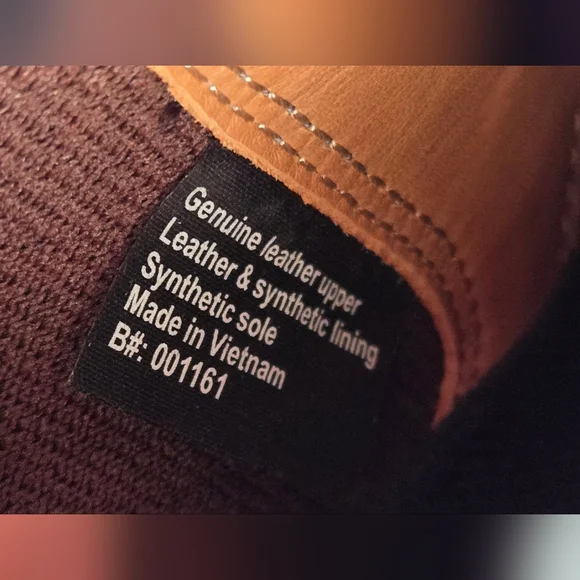 Genuine leather upper
Leather & synthetic lining
Synthetic sole
Made in Vietnam
B#: 001161